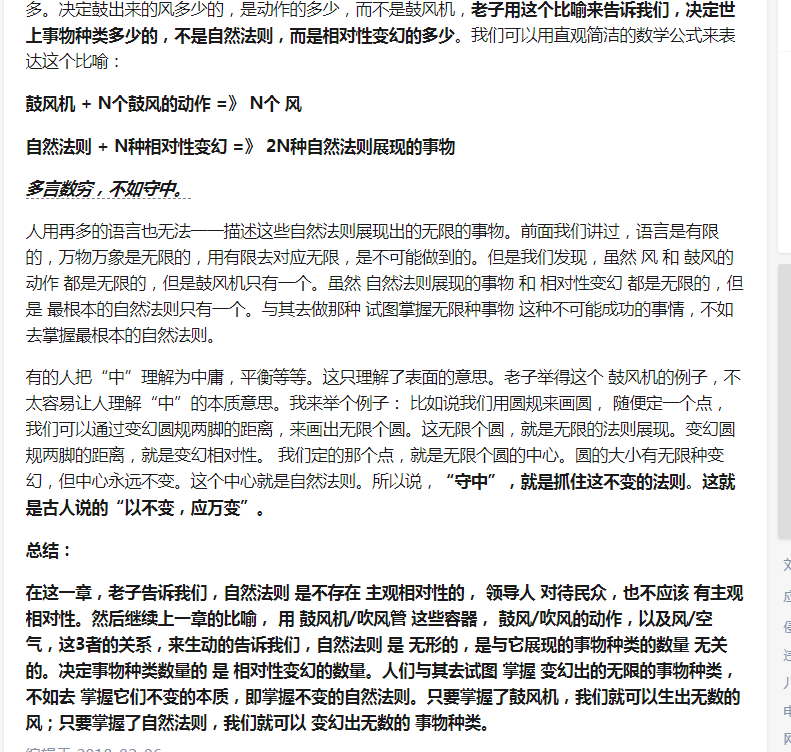 多。决定鼓出来的风多少的，是动作的多少，而不是鼓风机，老子用这个比喻来告诉我们，决定世
上事物种类多少的，不是自然法则，而是相对性变幻的多少。我们可以用直观简洁的数学公式来表
达这个比喻：
鼓风机 + N个鼓风的动作 =》 N个 风
自然法则 + N种相对性变幻 =》 2N种自然法则展现的事物
多言数穷，不如守中。
人用再多的语言也无法一一描述这些自然法则展现出的无限的事物。前面我们讲过，语言是有限
的，万物万象是无限的，用有限去对应无限，是不可能做到的。但是我们发现，虽然 风 和 鼓风的
动作 都是无限的，但是鼓风机只有一个。虽然 自然法则展现的事物 和 相对性变幻 都是无限的，但
是 最根本的自然法则只有一个。与其去做那种 试图掌握无限种事物 这种不可能成功的事情，不如
去掌握最根本的自然法则。
有的人把“中”理解为中庸，平衡等等。这只理解了表面的意思。老子举得这个 鼓风机的例子，不
太容易让人理解“中”的本质意思。我来举个例子： 比如说我们用圆规来画圆， 随便定一个点，
我们可以通过变幻圆规两脚的距离，来画出无限个圆。这无限个圆，就是无限的法则展现。变幻圆
规两脚的距离，就是变幻相对性。 我们定的那个点，就是无限个圆的中心。圆的大小有无限种变
幻，但中心永远不变。这个中心就是自然法则。所以说，“守中”，就是抓住这不变的法则。这就
是古人说的“以不变，应万变”。
总结：
在这一章，老子告诉我们，自然法则 是不存在 主观相对性的， 领导人 对待民众，也不应该 有主观
相对性。然后继续上一章的比喻， 用 鼓风机/吹风管 这些容器， 鼓风/吹风的动作，以及风/空
气，这3者的关系，来生动的告诉我们，自然法则 是 无形的，是与它展现的事物种类的数量 无关
的。决定事物种类数量的 是 相对性变幻的数量。人们与其去试图 掌握 变幻出的无限的事物种类，
不如去 掌握它们不变的本质，即掌握不变的自然法则。只要掌握了鼓风机，我们就可以生出无数的
风；只要掌握了自然法则，我们就可以 变幻出无数的 事物种类。